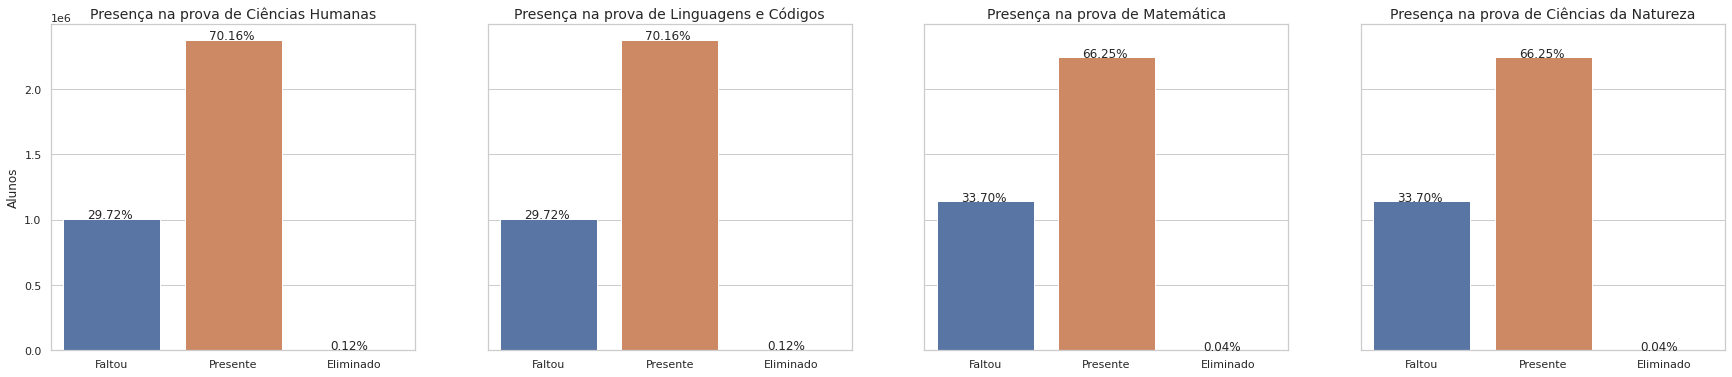 Presença na prova de Ciências Humanas
1e6
Alunos
2.0
1.5
1.0
0.5
0.0
29.72%
70.16%
0.12%
Faltou
Presente
Eliminado
Presença na prova de Linguagens e Códigos
29.72%
70.16%
0.12%
Faltou
Presente
Eliminado
Presença na prova de Matemática
33.70%
66.25%
0.04%
Faltou
Presente
Eliminado
Presença na prova de Ciências da Natureza
33.70%
66.25%
0.04%
Faltou
Presente
Eliminado